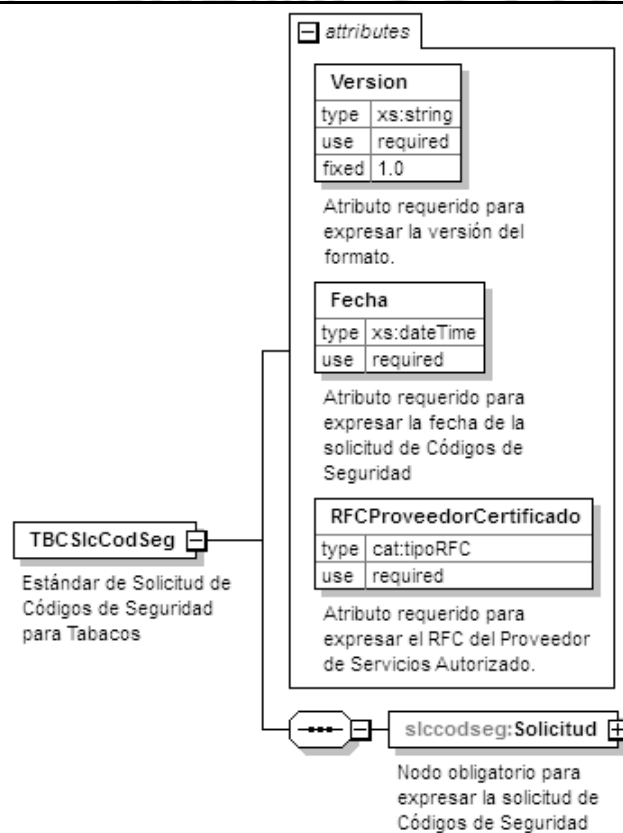 attributes
Version
type xs:string
use required
fixed 1.0
Atributo requerido para
expresar la versión del
formato.
Fecha
type xs:dateTime
use required
Atributo requerido para
expresar la fecha de la
solicitud de Códigos de
Seguridad
RFCProveedorCertificado
type cat:tipoRFC
use required
Atributo requerido para
expresar el RFC del Proveedor
de Servicios Autorizado.
TBCSlcCodSeg
Estándar de Solicitud de
Códigos de Seguridad
para Tabacos
slccodseg:Solicitud
Nodo obligatorio para
expresar la solicitud de
Códigos de Seguridad